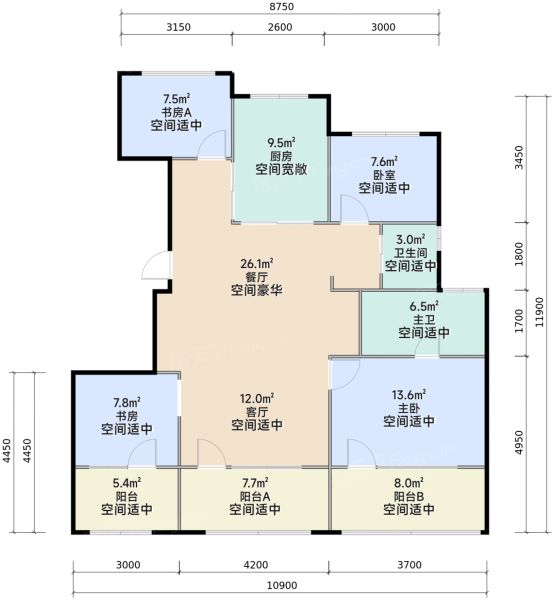 8750
3150 2600 3000
7.5㎡
书房A
空间适中
9.5㎡
厨房
空间宽敞
7.6㎡
卧室
空间适中
3.0㎡
卫生间
空间适中
26.1㎡
餐厅
空间豪华
6.5㎡
主卫
空间适中
12.0㎡
客厅
空间适中
13.6㎡
主卧
空间适中
7.8㎡
书房
空间适中
5.4㎡
阳台
空间适中
7.7㎡
阳台A
空间适中
8.0㎡
阳台B
空间适中
3450
1800
1700
4950
11900
4450
4450
3000 4200 3700
10900